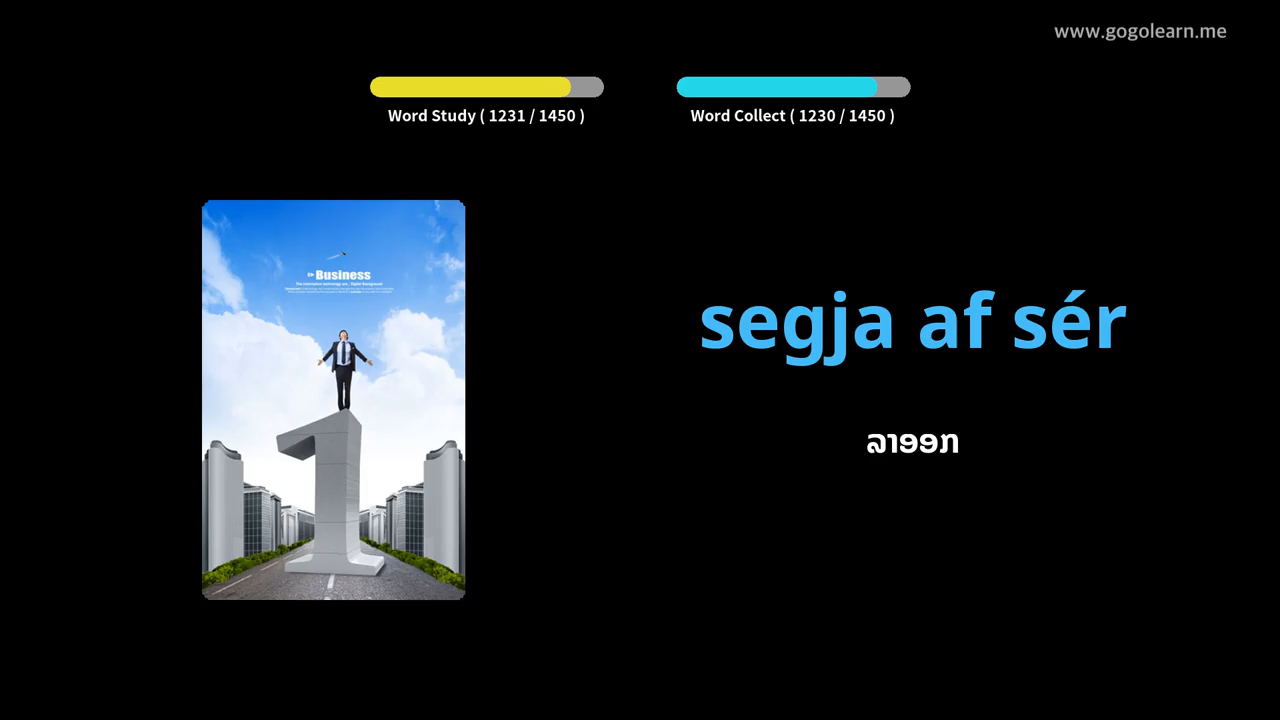 www.gogolearn.me
Word Study ( 1231 / 1450 )
Word Collect ( 1230 / 1450 )
Business
segja af sér
ລາອອກ